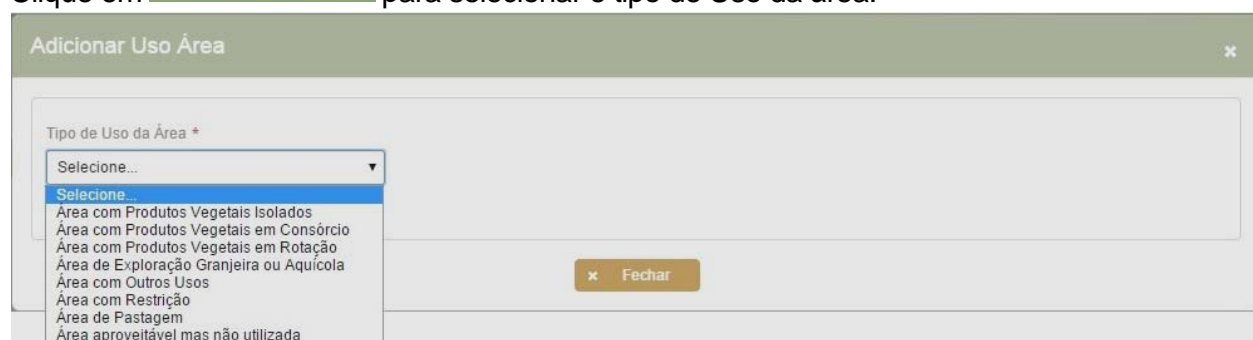 Clique em para selecionar o tipo de Uso da área.
Adicionar Uso Área
Tipo de Uso da Área *
Selecione...
Selecione...
Área com Produtos Vegetais Isolados
Área com Produtos Vegetais em Consórcio
Área com Produtos Vegetais em Rotação
Área de Exploração Granjeira ou Aquícola
Área com Outros Usos
Área com Restrição
Área de Pastagem
Área aproveitável mas não utilizada
Fechar